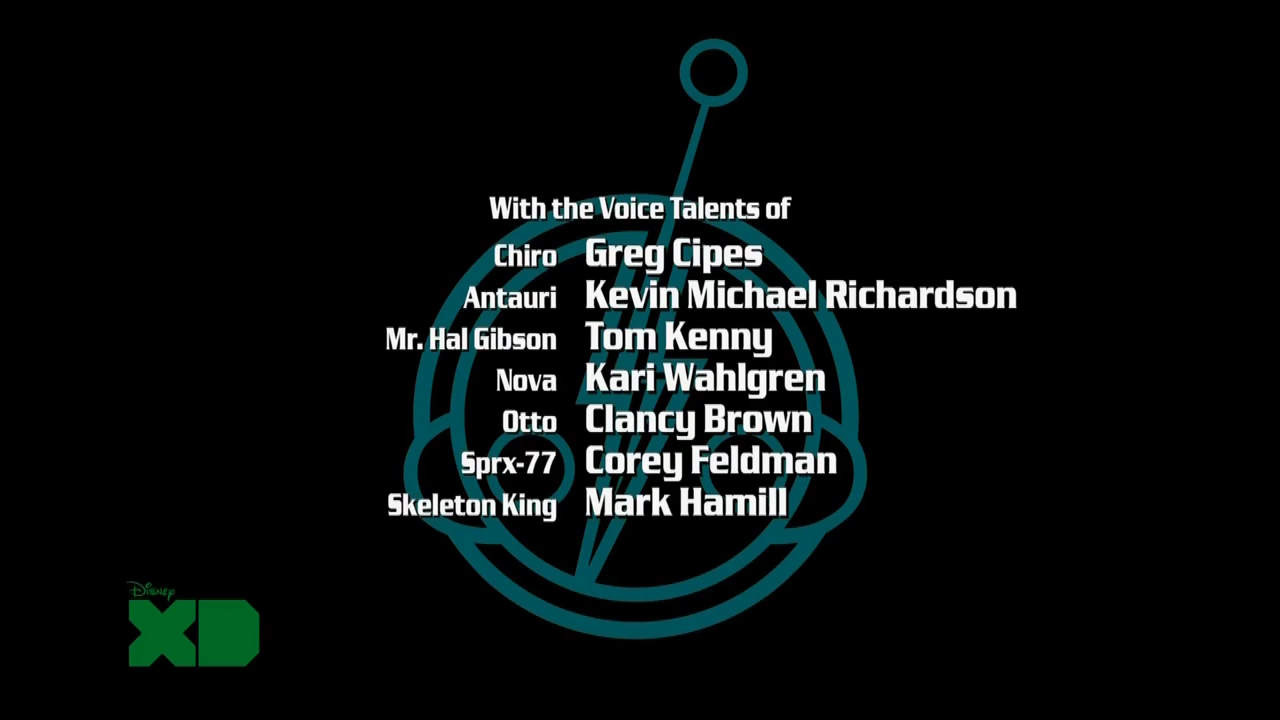 With the Voice Talents of
Chiro Greg Cipes
Antauri Kevin Michael Richardson
Mr. Hal Gibson Tom Kenny
Nova Kari Wahlgren
Otto Clancy Brown
Sprx-77 Corey Feldman
Skeleton King Mark Hamill
Disney
XD